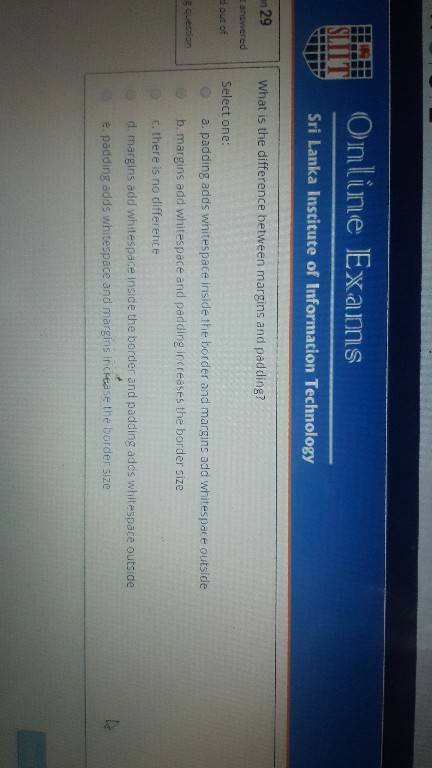 Online Exams
SLIIT
Sri Lanka Institute of Information Technology
29
answered
out of
question
What is the difference between margins and padding?
Select one:
a. padding adds whitespace inside the border and margins add whitespace outside
b. margins add whitespace and padding increases the border size
c. there is no difference
d. margins add whitespace inside the border and padding adds whitespace outside
e. padding adds whitespace and margins increase the border size